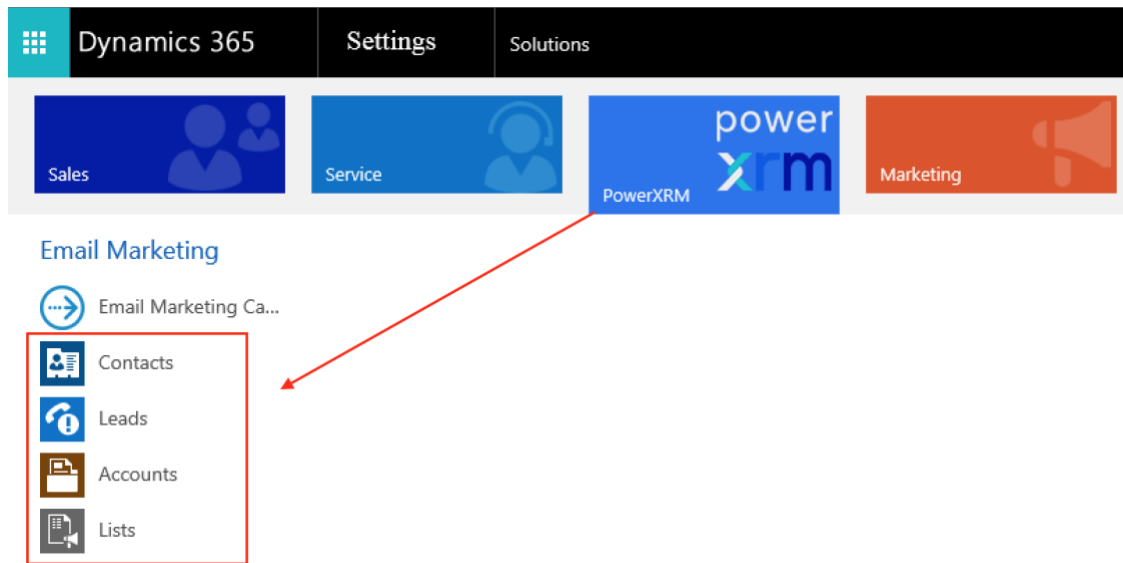 Dynamics 365 Settings Solutions
Sales Service PowerXRM power xrm Marketing
Email Marketing
Email Marketing Ca...
Contacts
Leads
Accounts
Lists